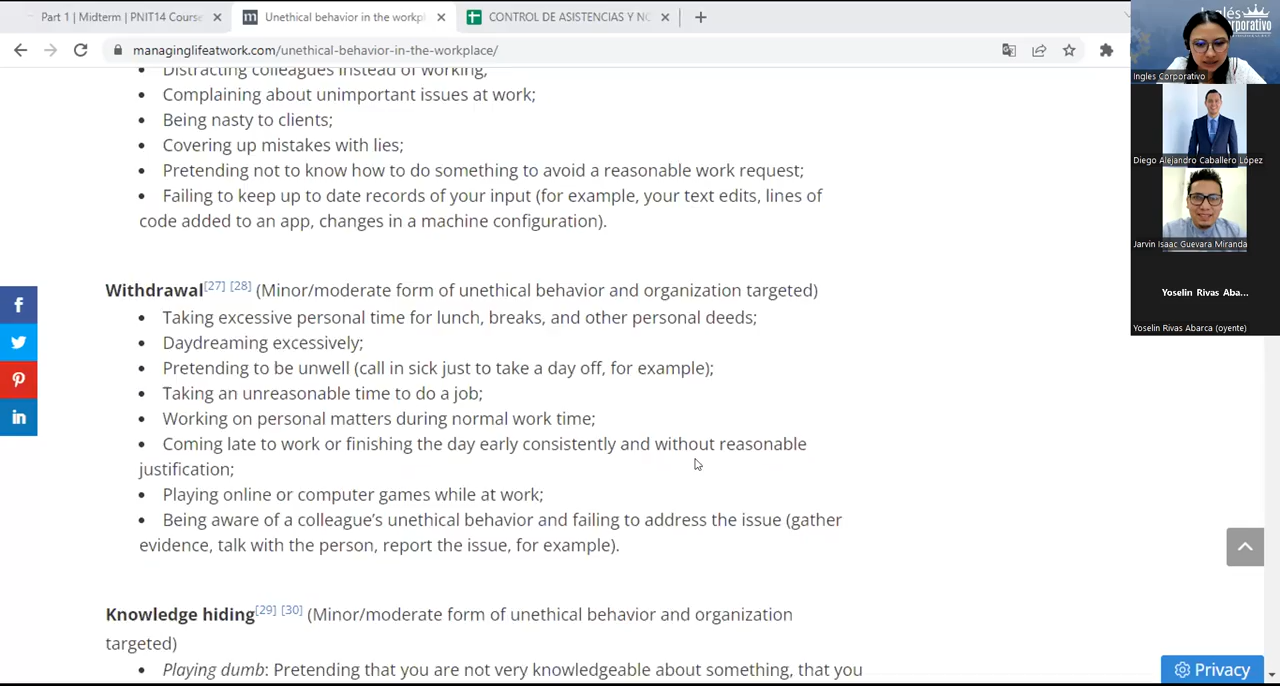 Part 1 | Midterm | PNIT14 Course
Unethical behavior in the workpl
CONTROL DE ASISTENCIAS Y NO
managinglifeatwork.com/unethical-behavior-in-the-workplace/
Inglés
Corporativo
Ingles Corporativo
Diego Alejandro Caballero López
Jarvin Isaac Guevara Miranda
Yoselin Rivas Aba...
Yoselin Rivas Abarca (oyente)
• Distracting colleagues instead of working;
• Complaining about unimportant issues at work;
• Being nasty to clients;
• Covering up mistakes with lies;
• Pretending not to know how to do something to avoid a reasonable work request;
• Failing to keep up to date records of your input (for example, your text edits, lines of
code added to an app, changes in a machine configuration).
Withdrawal[27] [28] (Minor/moderate form of unethical behavior and organization targeted)
• Taking excessive personal time for lunch, breaks, and other personal deeds;
• Daydreaming excessively;
• Pretending to be unwell (call in sick just to take a day off, for example);
• Taking an unreasonable time to do a job;
• Working on personal matters during normal work time;
• Coming late to work or finishing the day early consistently and without reasonable
justification;
• Playing online or computer games while at work;
• Being aware of a colleague’s unethical behavior and failing to address the issue (gather
evidence, talk with the person, report the issue, for example).
Knowledge hiding[29] [30] (Minor/moderate form of unethical behavior and organization
targeted)
• Playing dumb: Pretending that you are not very knowledgeable about something, that you
Privacy